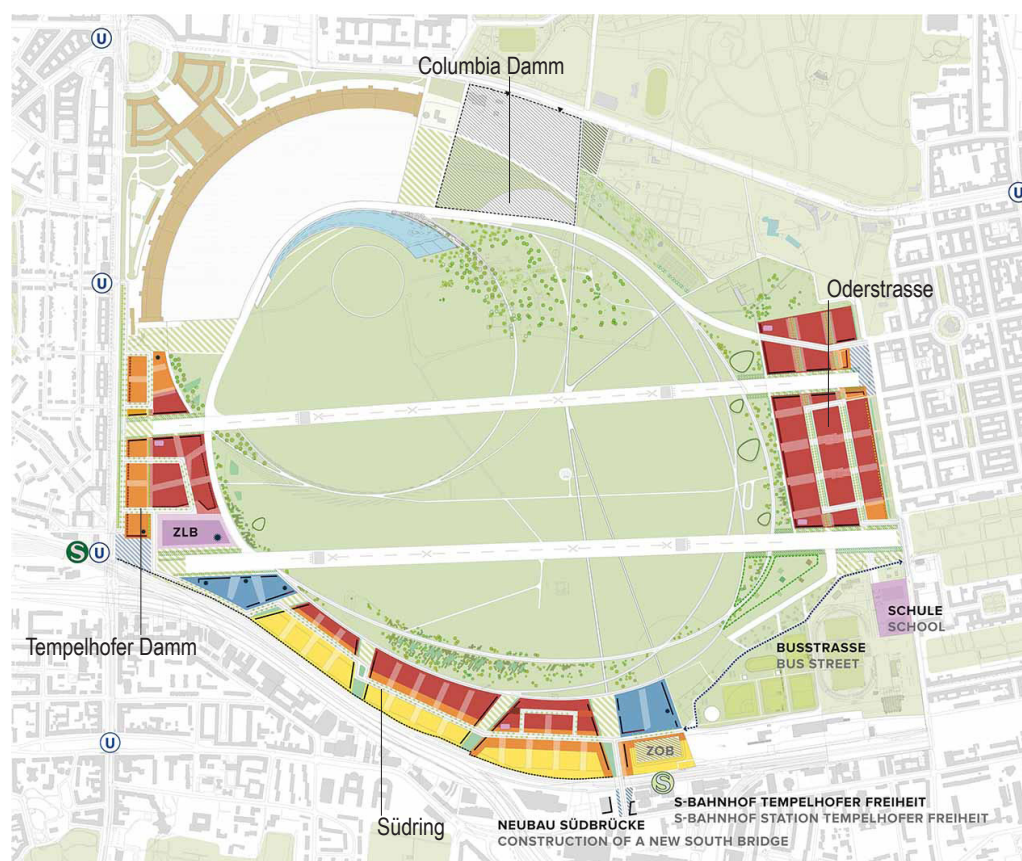 U
Columbia Damm
U
U
Oderstrasse
ZLB
S U
SCHULE
SCHOOL
Tempelhofer Damm
BUSSTRASSE
BUS STREET
U
ZOB
S
S-BAHNHOF TEMPELHOFER FREIHEIT
S-BAHNHOF STATION TEMPELHOFER FREIHEIT
Südring
NEUBAU SÜDBRÜCKE
CONSTRUCTION OF A NEW SOUTH BRIDGE